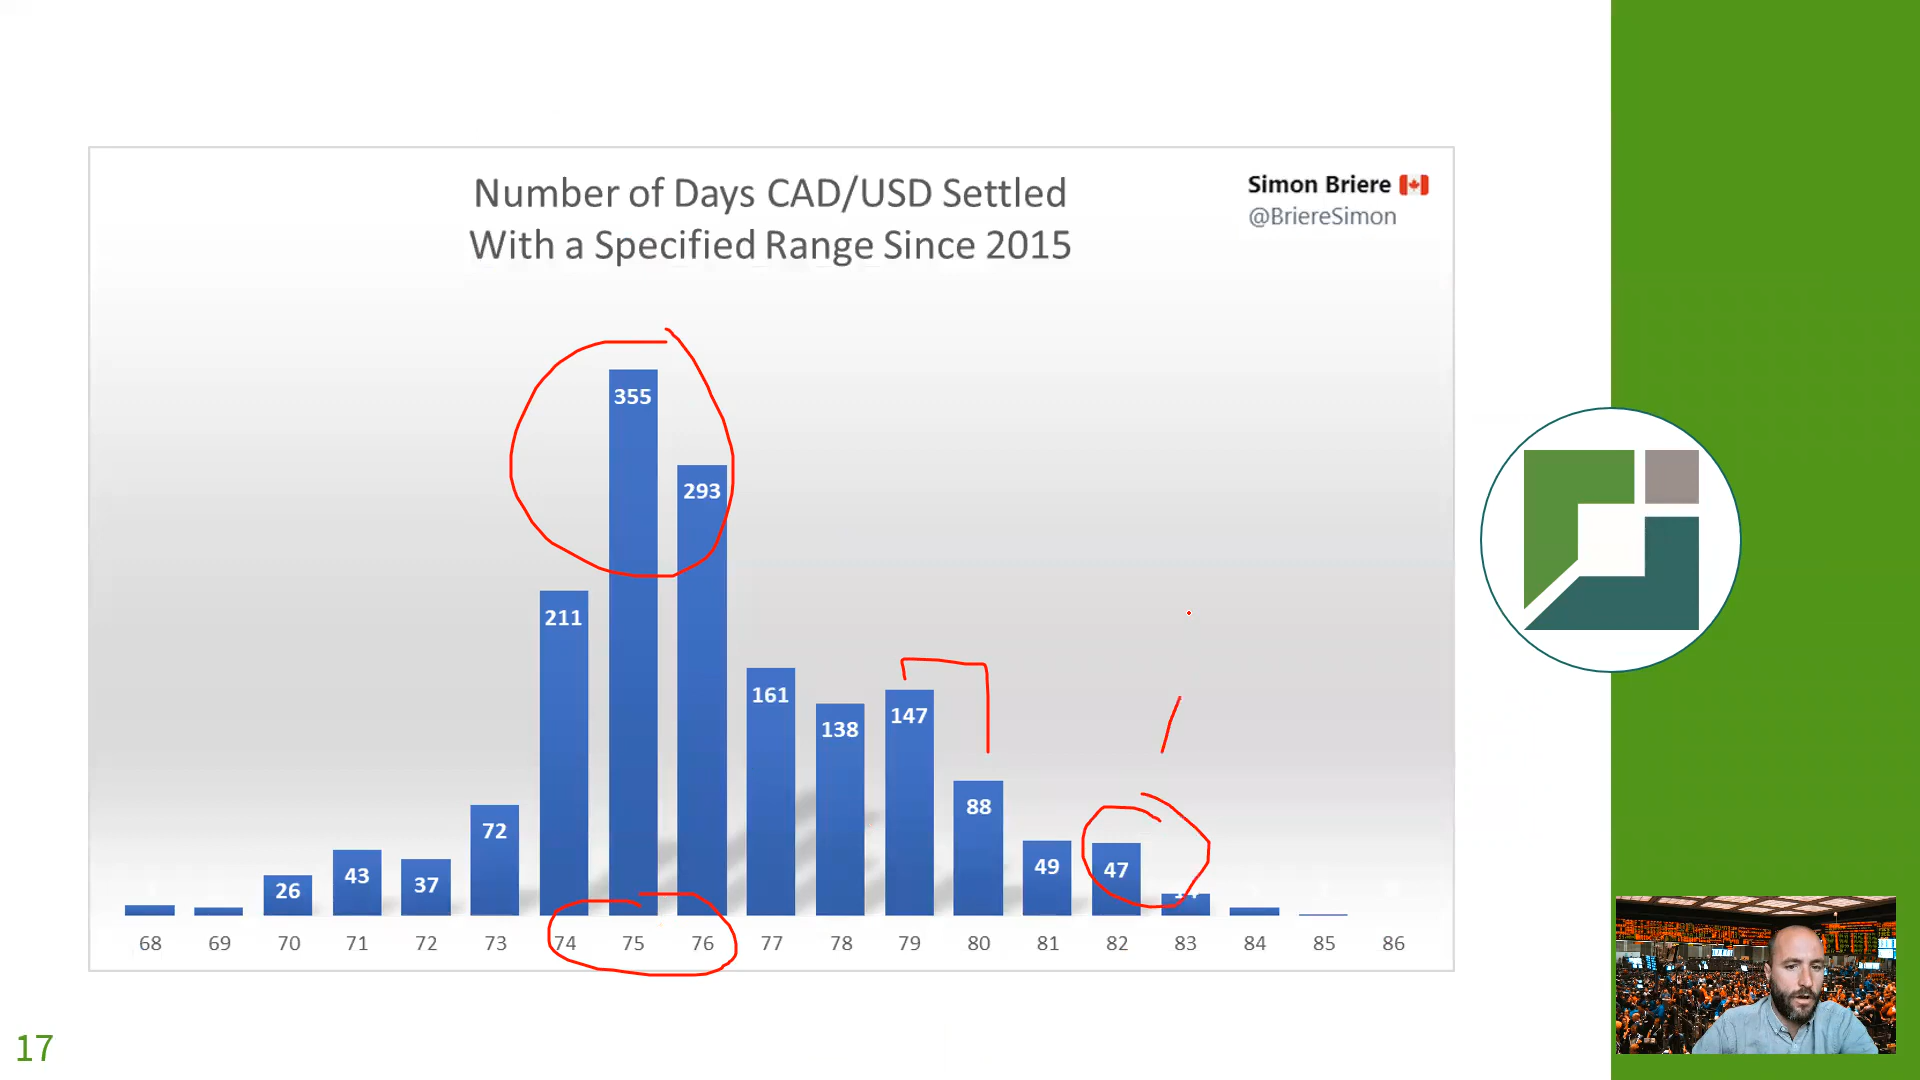 Number of Days CAD/USD Settled
With a Specified Range Since 2015
Simon Briere
@BriereSimon
355
293
211
161
147
138
88
72
49
47
43
37
26
68 69 70 71 72 73 74 75 76 77 78 79 80 81 82 83 84 85 86
17